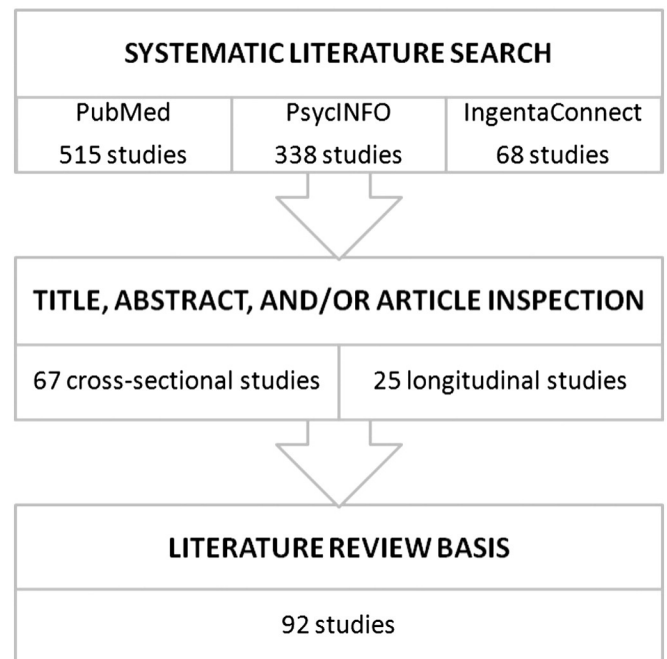 SYSTEMATIC LITERATURE SEARCH
PubMed
515 studies
PsycINFO
338 studies
IngentaConnect
68 studies
TITLE, ABSTRACT, AND/OR ARTICLE INSPECTION
67 cross-sectional studies
25 longitudinal studies
LITERATURE REVIEW BASIS
92 studies